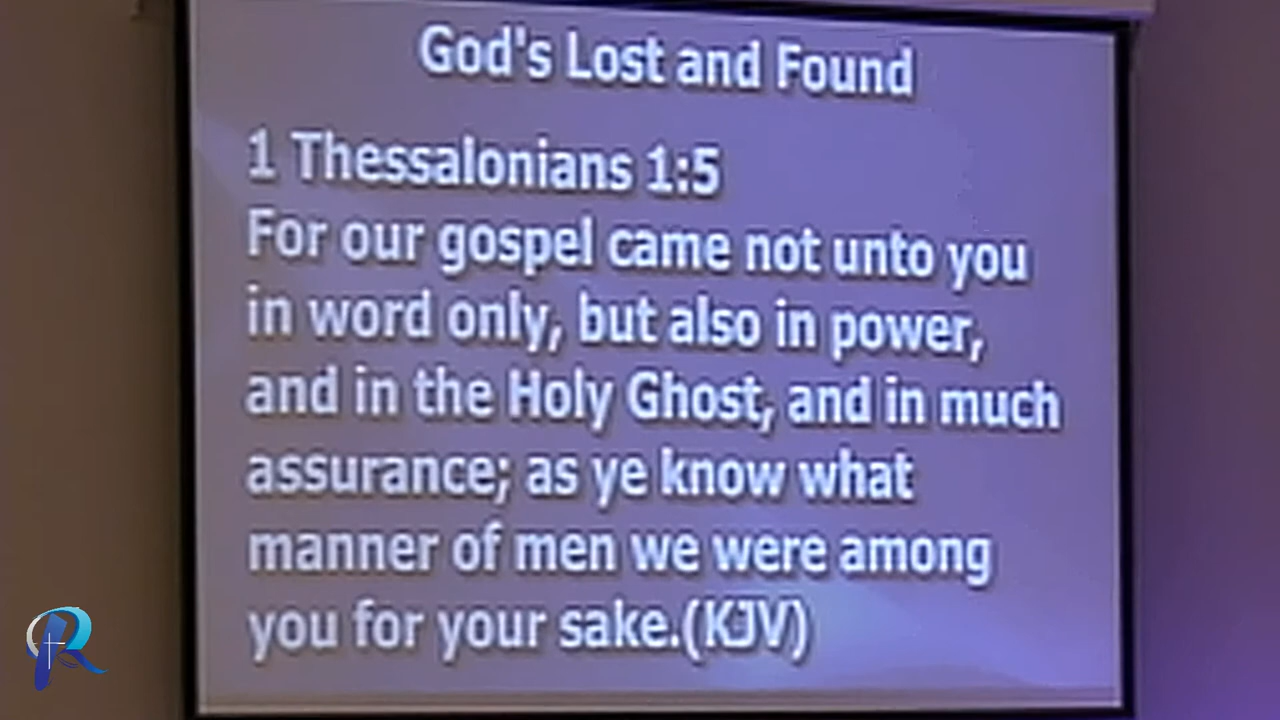 God's Lost and Found
1 Thessalonians 1:5
For our gospel came not unto you
in word only, but also in power,
and in the Holy Ghost, and in much
assurance; as ye know what
manner of men we were among
you for your sake.(KJV)
R